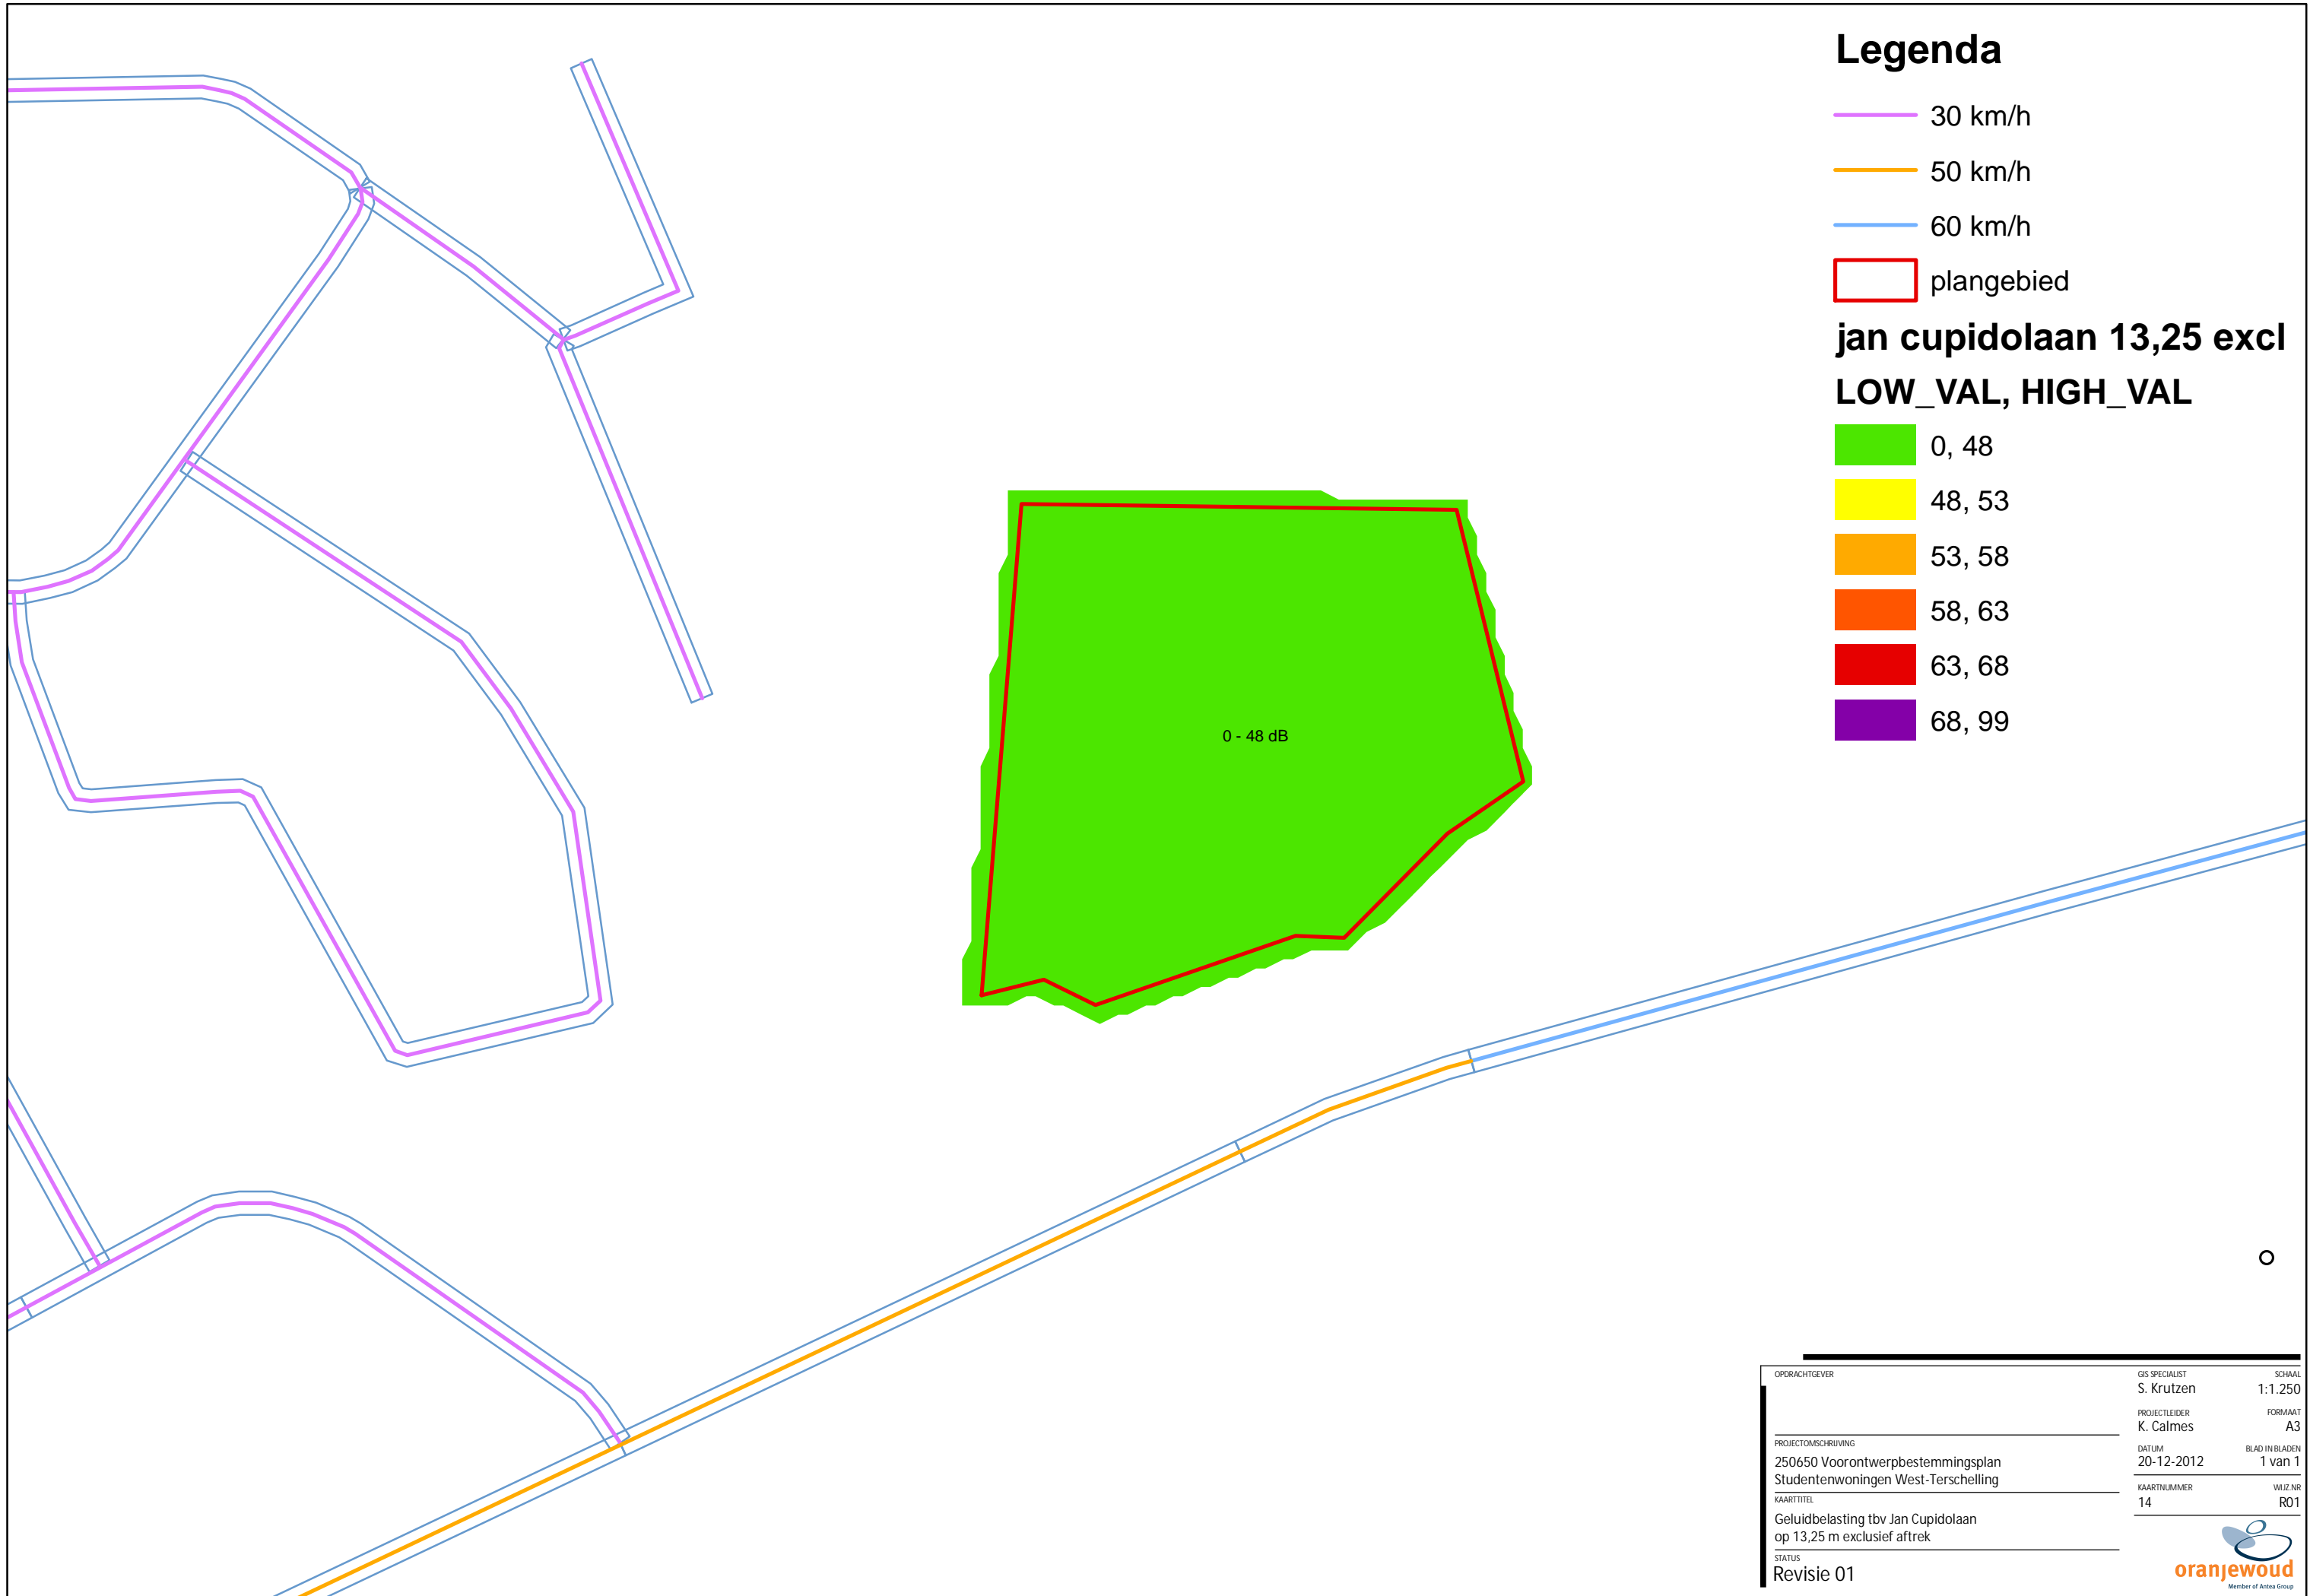 Legenda
30 km/h
50 km/h
60 km/h
plangebied
jan cupidolaan 13,25 excl
LOW_VAL, HIGH_VAL
0, 48
48, 53
53, 58
58, 63
63, 68
68, 99
0 - 48 dB
OPDRACHTGEVER
PROJECTOMSCHRIJVING
250650 Voorontwerpbestemmingsplan
Studentenwoningen West-Terschelling
KAARTTITEL
Geluidbelasting tbv Jan Cupidolaan
op 13,25 m exclusief aftrek
STATUS
Revisie 01
GIS SPECIALIST SCHAAL
S. Krutzen 1:1.250
PROJECTLEIDER FORMAAT
K. Calmes A3
DATUM BLAD IN BLADEN
20-12-2012 1 van 1
KAARTNUMMER WIJZ.NR
14 R01
oranjewoud
Member of Antea Group